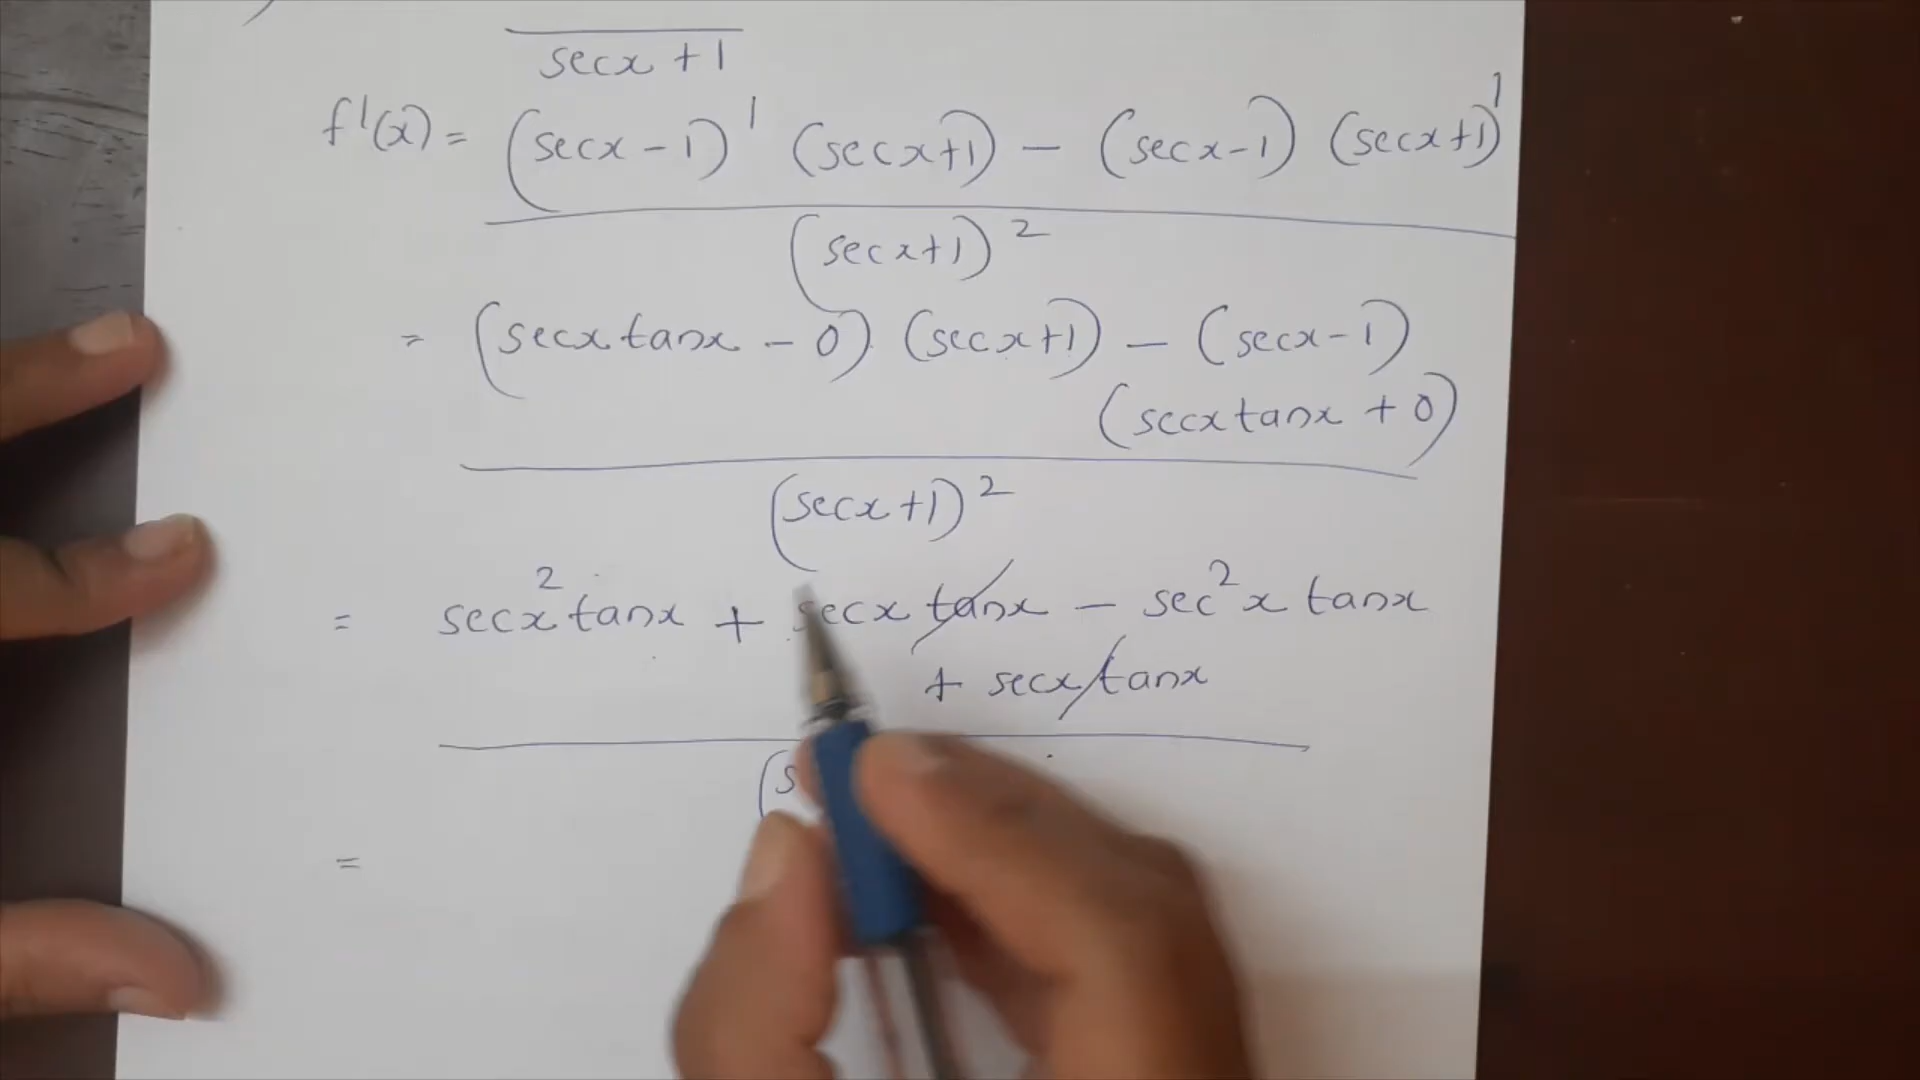 secx + 1
f'(x) = (secx - 1)' (secx+1) - (secx-1) (secx+1)'
(secx+1)²
= (secx tanx - 0) (secx+1) - (secx-1)
(secx tanx + 0)
(secx+1)²
= secx² tanx + secx tanx - sec²x tanx
+ secx tanx
(s
=